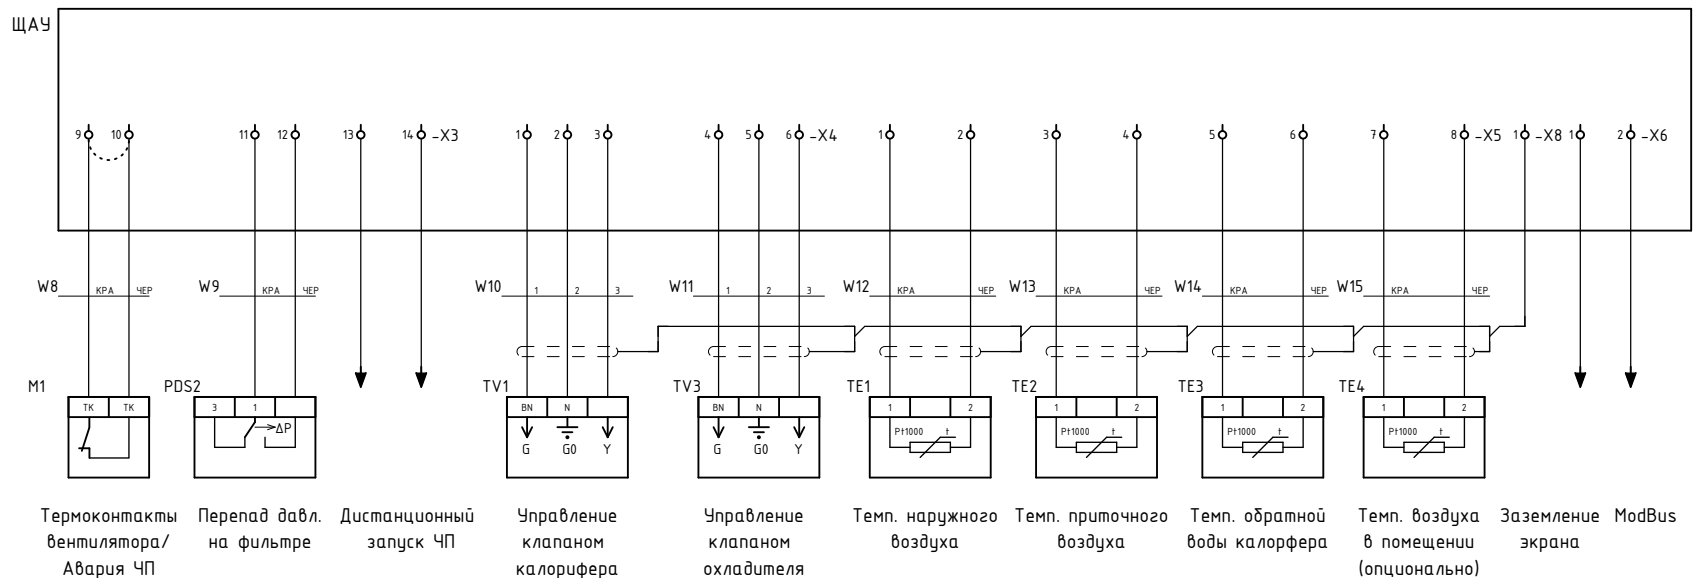 ЩАУ
9 10 11 12 13 14 -X3 1 2 3 4 5 6 -X4 1 2 3 4 5 6 7 8 -X5 1 -X8 1 2 -X6
W8 КРА ЧЕР W9 КРА ЧЕР W10 1 2 3 W11 1 2 3 W12 КРА ЧЕР W13 КРА ЧЕР W14 КРА ЧЕР W15 КРА ЧЕР
M1 PDS2 TV1 TV3 TE1 TE2 TE3 TE4
ТК ТК 3 1 BN N BN N 1 2 1 2 1 2 1 2
ΔP Pt1000 t Pt1000 t Pt1000 t Pt1000 t
G G0 Y G G0 Y
Термоконтакты
вентилятора/
Авария ЧП
Перепад давл.
на фильтре
Дистанционный
запуск ЧП
Управление
клапаном
калорифера
Управление
клапаном
охладителя
Темп. наружного
воздуха
Темп. приточного
воздуха
Темп. обратной
воды калорфера
Темп. воздуха
в помещении
(опционально)
Заземление
экрана
ModBus